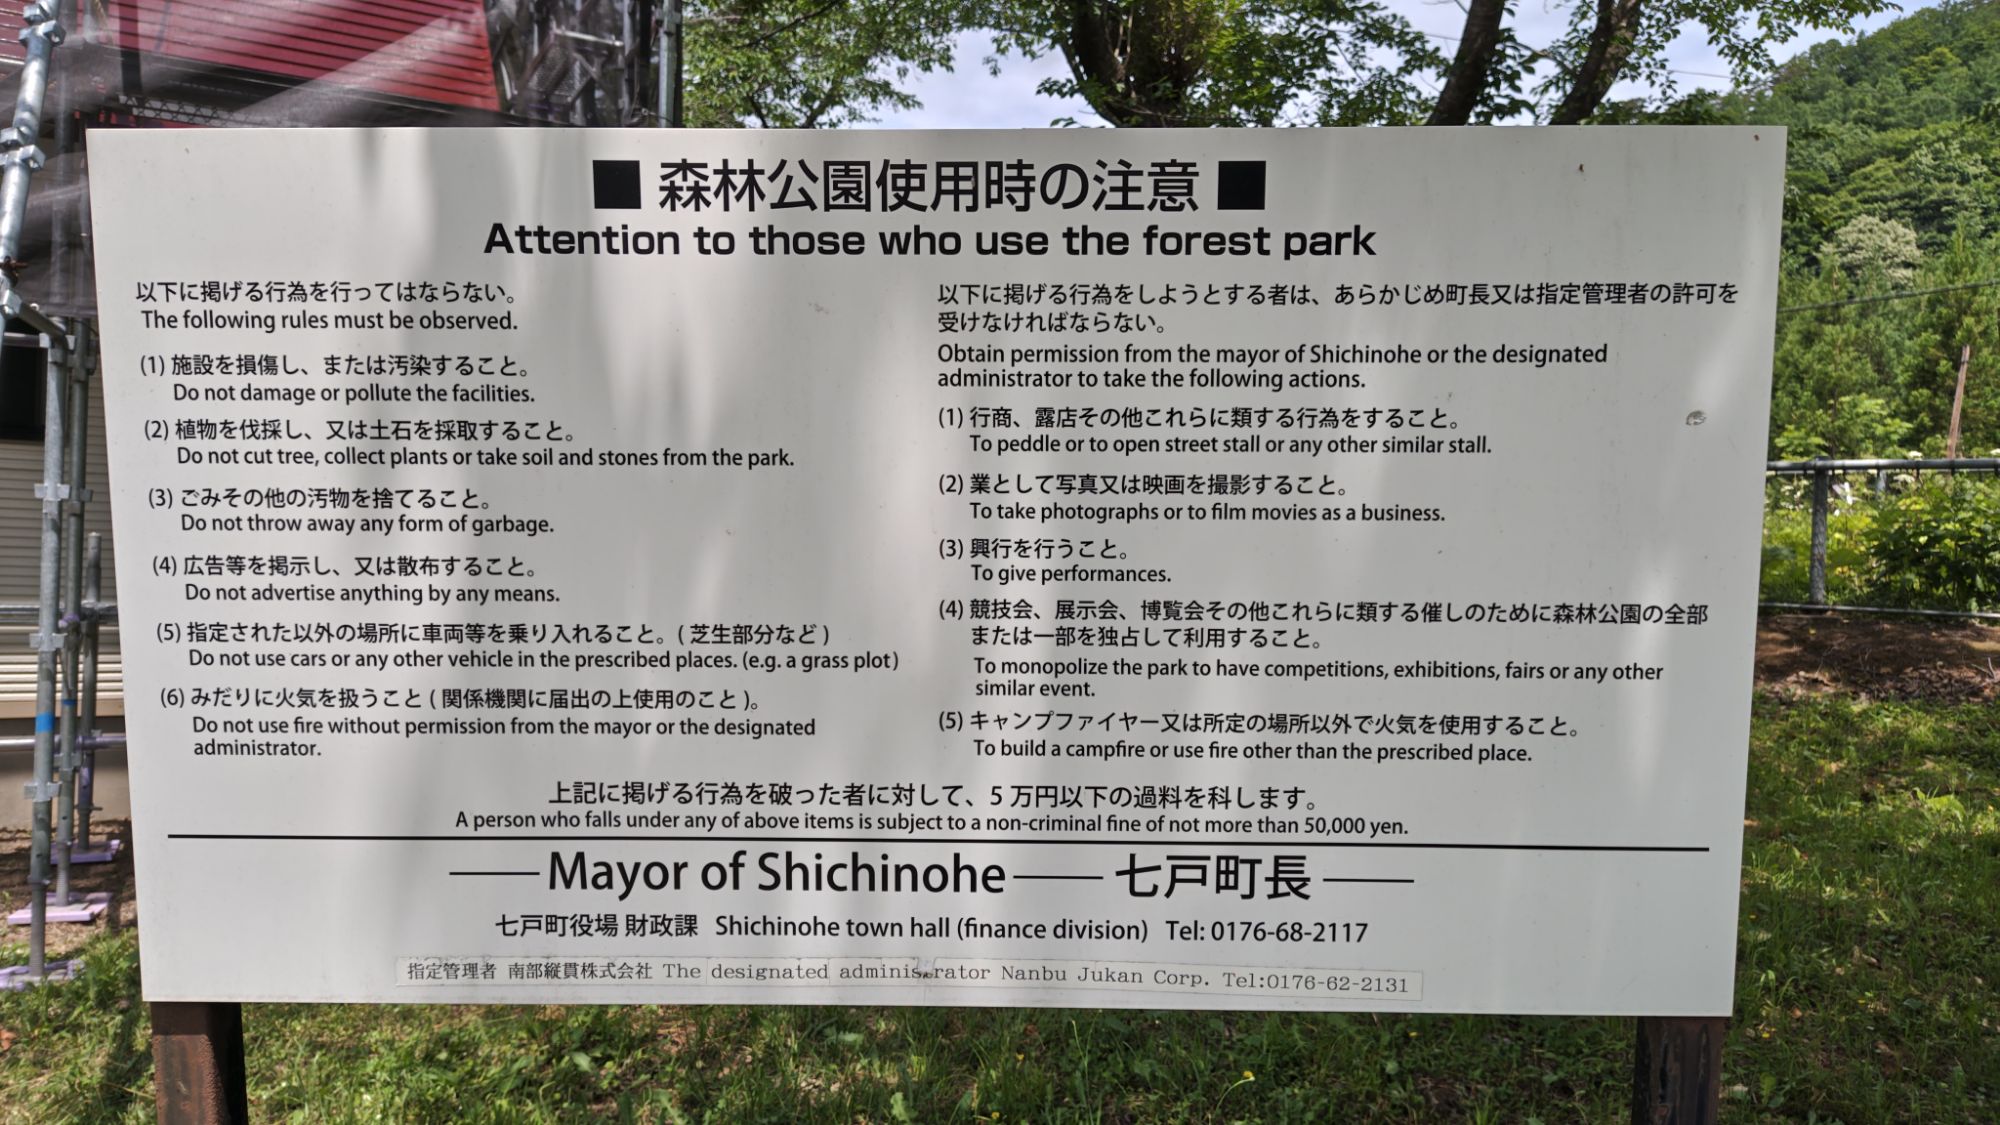 ■ 森林公園使用時の注意 ■
Attention to those who use the forest park
以下に掲げる行為を行ってはならない。
The following rules must be observed.
(1) 施設を損傷し、または汚染すること。
Do not damage or pollute the facilities.
(2) 植物を伐採し、又は土石を採取すること。
Do not cut tree, collect plants or take soil and stones from the park.
(3) ごみその他の汚物を捨てること。
Do not throw away any form of garbage.
(4) 広告等を掲示し、又は散布すること。
Do not advertise anything by any means.
(5) 指定された以外の場所に車両等を乗り入れること。( 芝生部分など )
Do not use cars or any other vehicle in the prescribed places. (e.g. a grass plot)
(6) みだりに火気を扱うこと ( 関係機関に届出の上使用のこと )。
Do not use fire without permission from the mayor or the designated
administrator.
以下に掲げる行為をしようとする者は、あらかじめ町長又は指定管理者の許可を
受けなければならない。
Obtain permission from the mayor of Shichinohe or the designated
administrator to take the following actions.
(1) 行商、露店その他これらに類する行為をすること。
To peddle or to open street stall or any other similar stall.
(2) 業として写真又は映画を撮影すること。
To take photographs or to film movies as a business.
(3) 興行を行うこと。
To give performances.
(4) 競技会、展示会、博覧会その他これらに類する催しのために森林公園の全部
または一部を独占して利用すること。
To monopolize the park to have competitions, exhibitions, fairs or any other
similar event.
(5) キャンプファイヤー又は所定の場所以外で火気を使用すること。
To build a campfire or use fire other than the prescribed place.
上記に掲げる行為を破った者に対して、5 万円以下の過料を科します。
A person who falls under any of above items is subject to a non-criminal fine of not more than 50,000 yen.
Mayor of Shichinohe 七戸町長
七戸町役場 財政課 Shichinohe town hall (finance division) Tel: 0176-68-2117
指定管理者 南部縦貫株式会社 The designated administrator Nanbu Jukan Corp. Tel:0176-62-2131